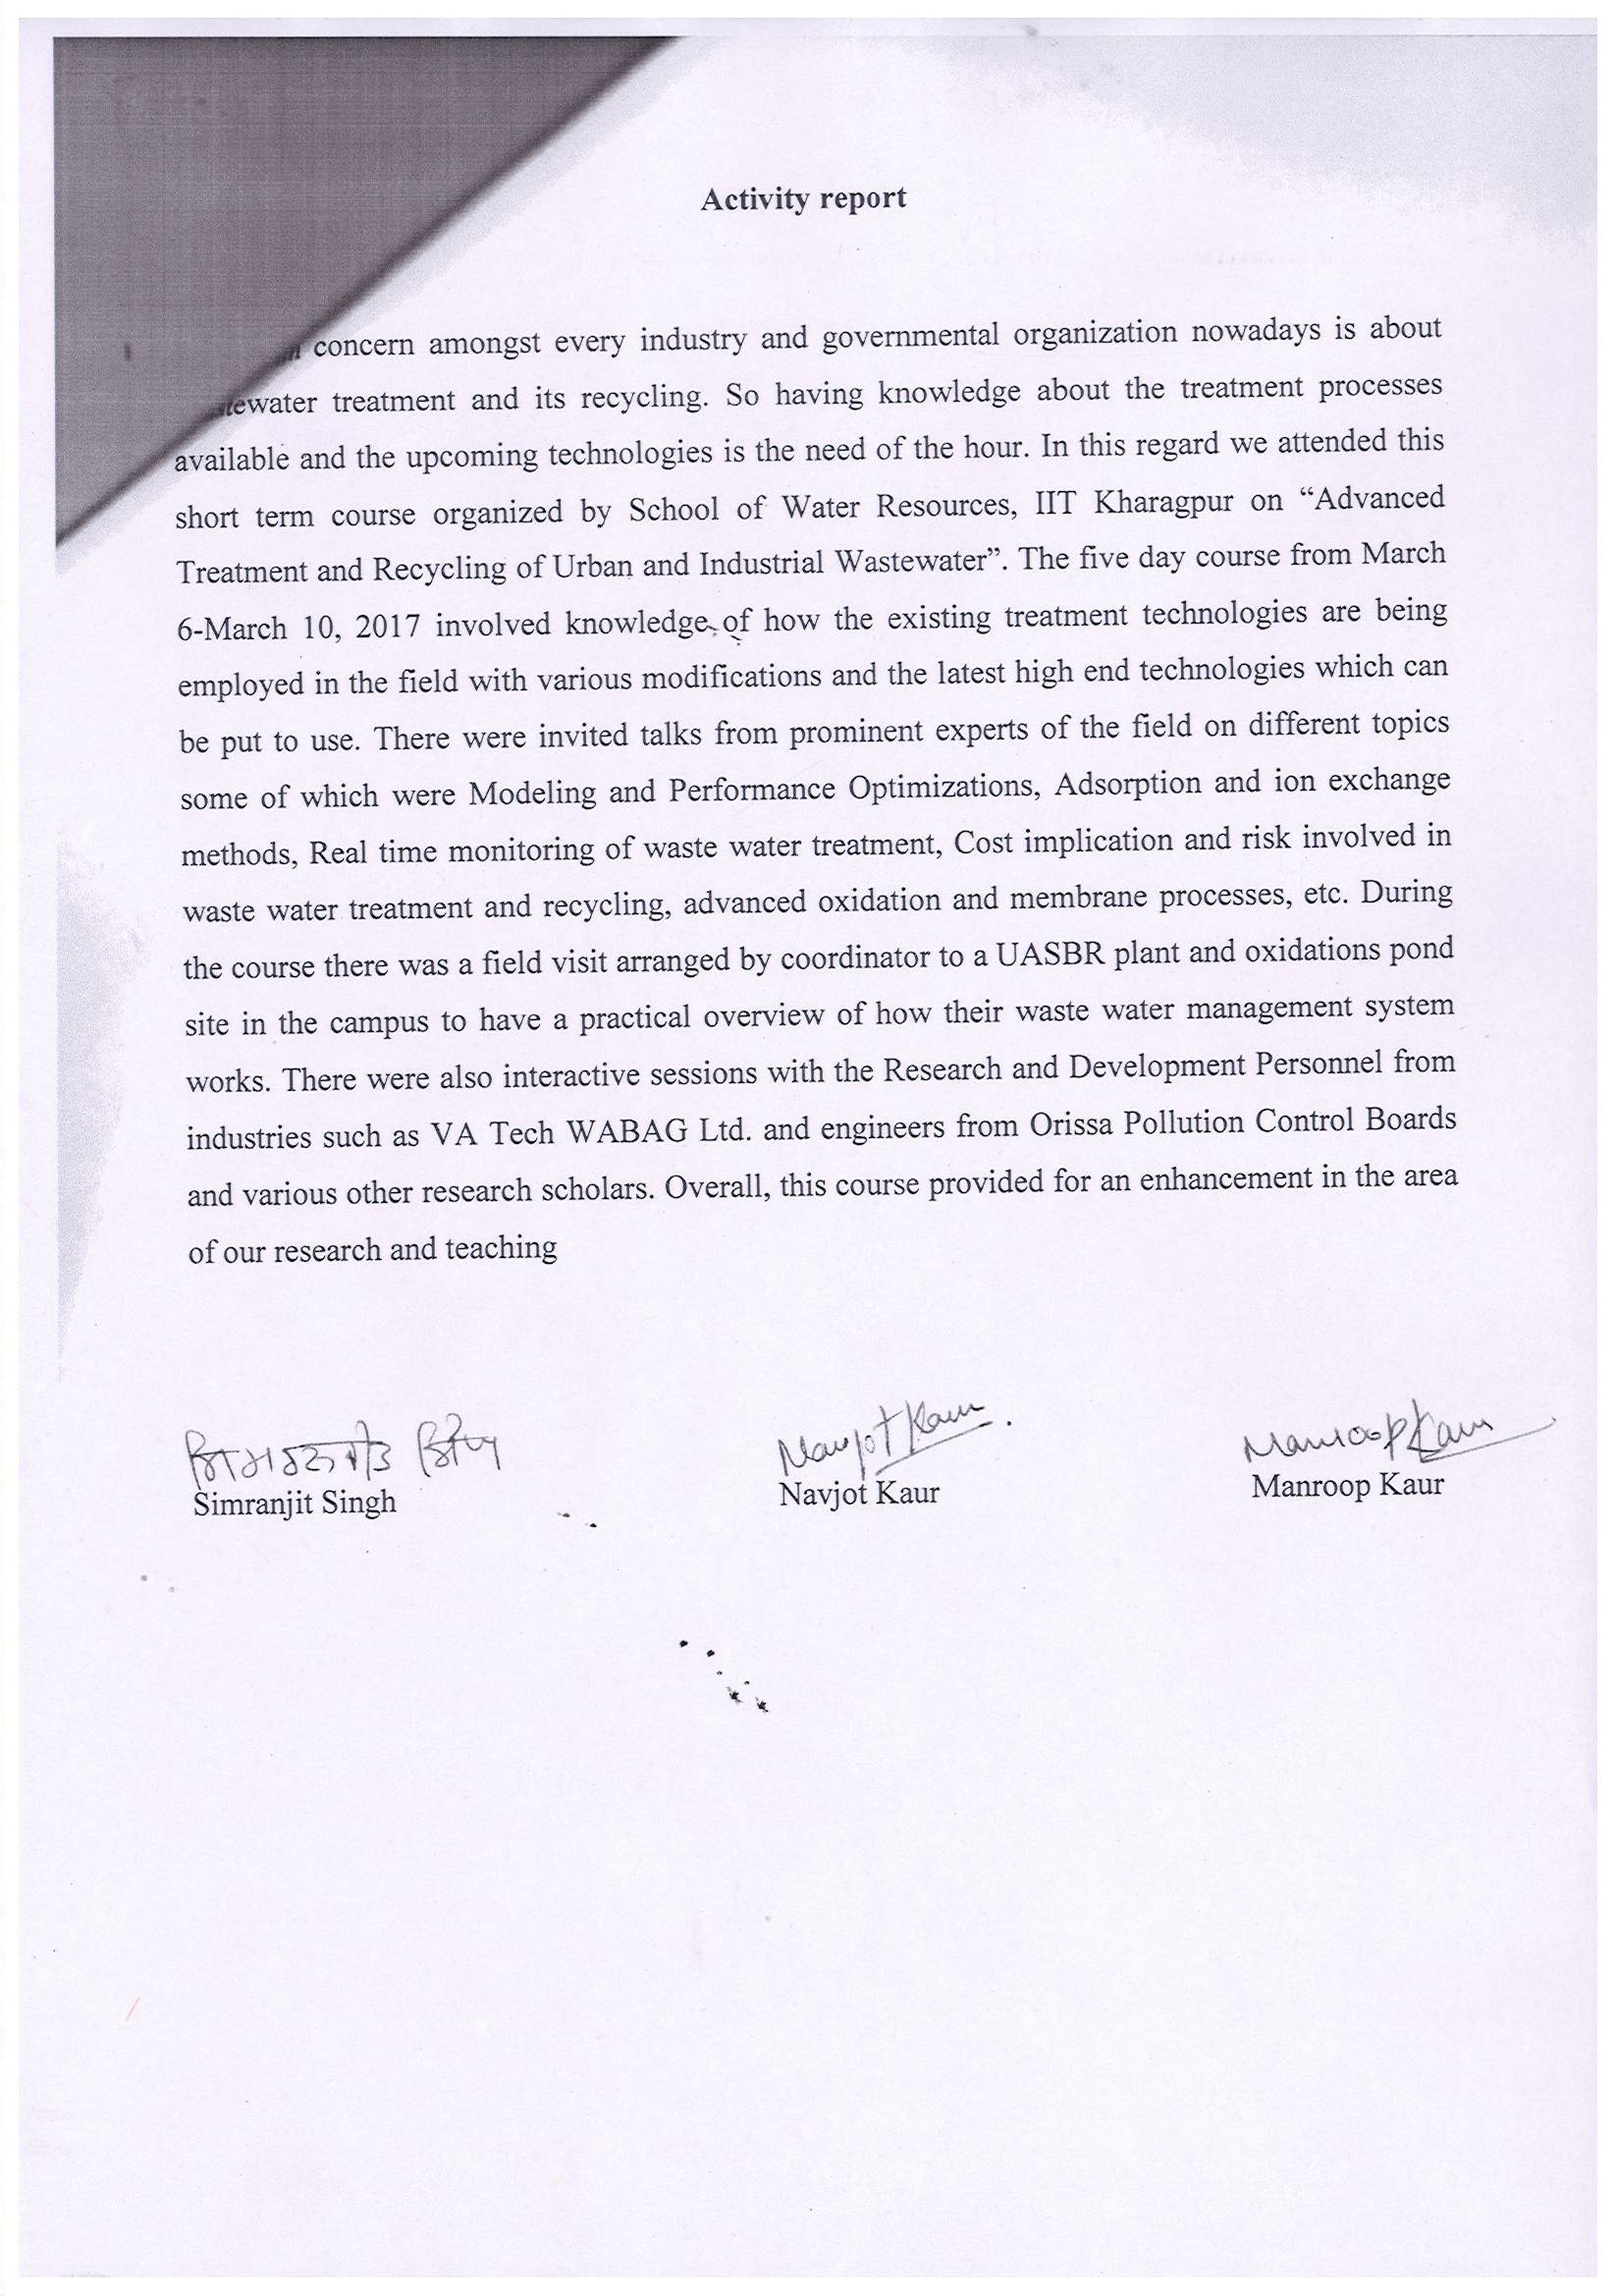 Activity report
concern amongst every industry and governmental organization nowadays is about
treatment and its recycling. So having knowledge about the treatment processes
available and the upcoming technologies is the need of the hour. In this regard we attended this
short term course organized by School of Water Resources, IIT Kharagpur on “Advanced
Treatment and Recycling of Urban and Industrial Wastewater”. The five day course from March
6-March 10, 2017 involved knowledge of how the existing treatment technologies are being
employed in the field with various modifications and the latest high end technologies which can
be put to use. There were invited talks from prominent experts of the field on different topics
some of which were Modeling and Performance Optimizations, Adsorption and ion exchange
methods, Real time monitoring of waste water treatment, Cost implication and risk involved in
waste water treatment and recycling, advanced oxidation and membrane processes, etc. During
the course there was a field visit arranged by coordinator to a UASBR plant and oxidations pond
site in the campus to have a practical overview of how their waste water management system
works. There were also interactive sessions with the Research and Development Personnel from
industries such as VA Tech WABAG Ltd. and engineers from Orissa Pollution Control Boards
and various other research scholars. Overall, this course provided for an enhancement in the area
of our research and teaching
Navjot Kaur. Manroop Kaur
Simranjit Singh Navjot Kaur Manroop Kaur